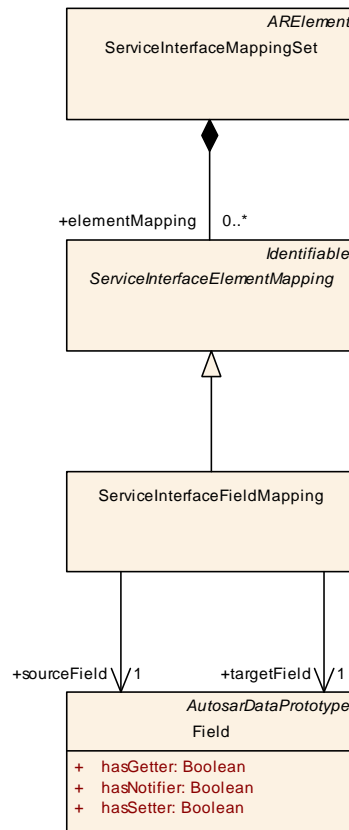 ARElement
ServiceInterfaceMappingSet
+elementMapping 0..*
Identifiable
ServiceInterfaceElementMapping
ServiceInterfaceFieldMapping
+sourceField 1 +targetField 1
AutosarDataPrototype
Field
+ hasGetter: Boolean
+ hasNotifier: Boolean
+ hasSetter: Boolean